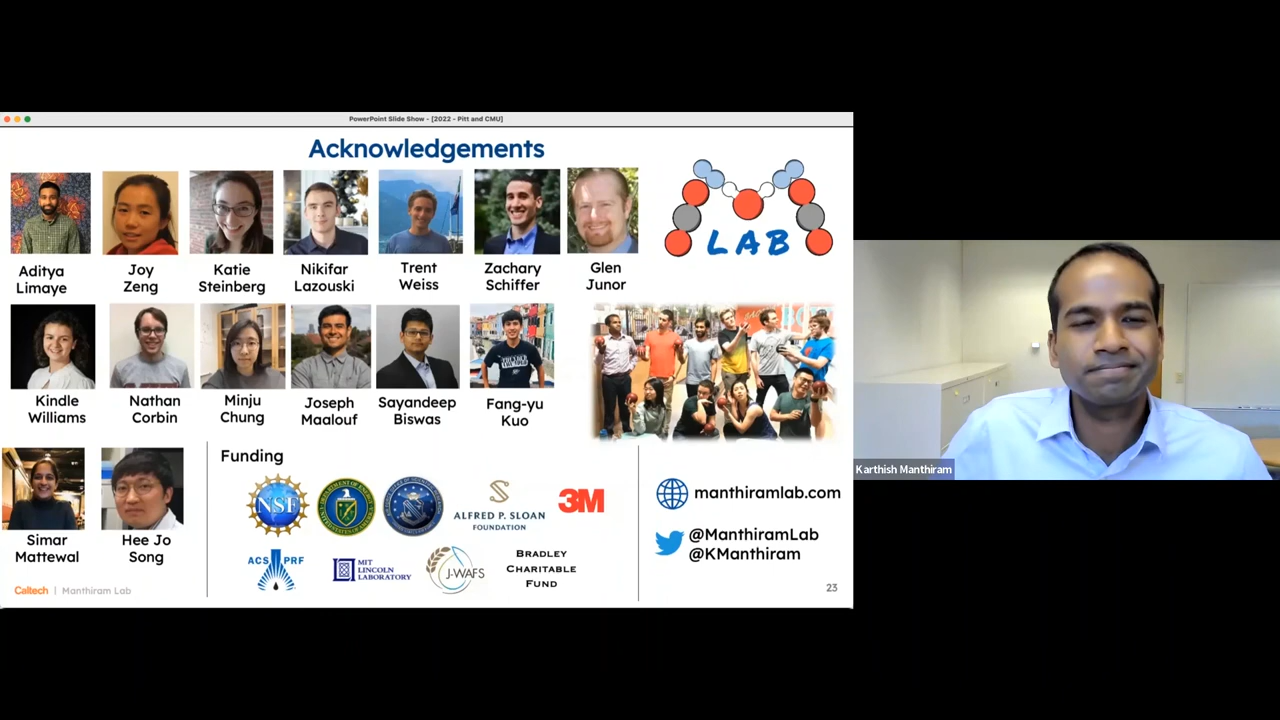 PowerPoint Slide Show - [2022 - Pitt and CMU]
Acknowledgements
Aditya
Limaye
Joy
Zeng
Katie
Steinberg
Nikifar
Lazouski
Trent
Weiss
Zachary
Schiffer
Glen
Junor
LAB
Kindle
Williams
Nathan
Corbin
Minju
Chung
Joseph
Maalouf
Sayandeep
Biswas
Fang-yu
Kuo
Karthish Manthiram
Simar
Mattewal
Hee Jo
Song
Funding
NSF
ALFRED P. SLOAN
FOUNDATION
3M
ACS PRF
MIT
LINCOLN
LABORATORY
J-WAFS
BRADLEY
CHARITABLE
FUND
manthiramlab.com
@ManthiramLab
@KManthiram
Caltech | Manthiram Lab
23